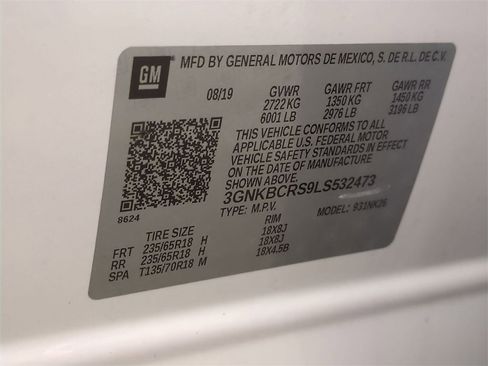 GM
MFD BY GENERAL MOTORS DE MEXICO, S. DE R.L. DE C.V.
08/19 GVWR GAWR FRT GAWR RR
2722 KG 1350 KG 1450 KG
6001 LB 2976 LB 3196 LB
THIS VEHICLE CONFORMS TO ALL
APPLICABLE U.S. FEDERAL MOTOR
VEHICLE SAFETY STANDARDS IN EFFECT
ON THE DATE OF MANUFACTURE
SHOWN ABOVE.
3GNKBCRS9LS532473
8624 TYPE: M.P.V. MODEL: 931NK26
TIRE SIZE RIM
FRT 235/65R18 H 18X8J
RR 235/65R18 H 18X8J
SPA T135/70R18 M 18X4.5B